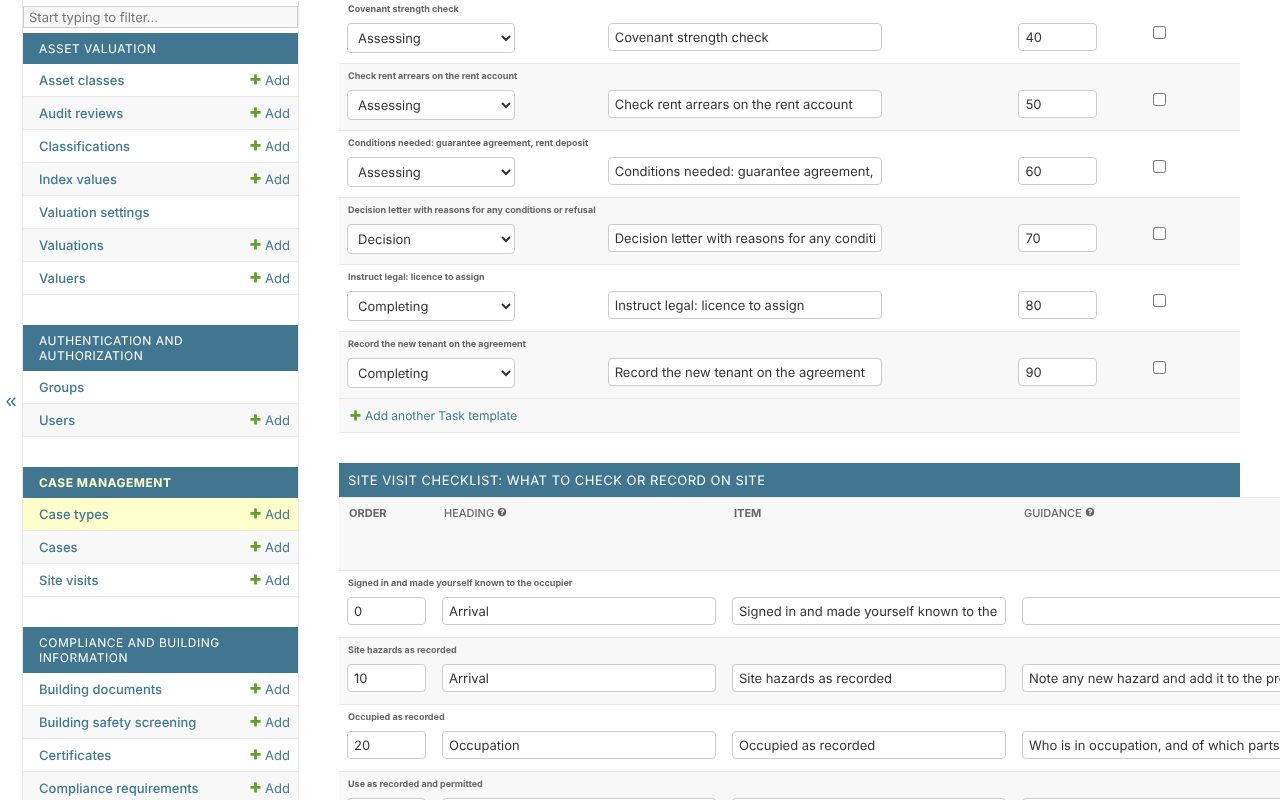 Start typing to filter...
ASSET VALUATION
Asset classes Add
Audit reviews Add
Classifications Add
Index values Add
Valuation settings
Valuations Add
Valuers Add
AUTHENTICATION AND
AUTHORIZATION
Groups
Users Add
CASE MANAGEMENT
Case types Add
Cases Add
Site visits Add
COMPLIANCE AND BUILDING
INFORMATION
Building documents Add
Building safety screening Add
Certificates Add
Compliance requirements Add
«
Covenant strength check
Assessing Covenant strength check 40
Check rent arrears on the rent account
Assessing Check rent arrears on the rent account 50
Conditions needed: guarantee agreement, rent deposit
Assessing Conditions needed: guarantee agreement, 60
Decision letter with reasons for any conditions or refusal
Decision Decision letter with reasons for any conditi 70
Instruct legal: licence to assign
Completing Instruct legal: licence to assign 80
Record the new tenant on the agreement
Completing Record the new tenant on the agreement 90
Add another Task template
SITE VISIT CHECKLIST: WHAT TO CHECK OR RECORD ON SITE
ORDER HEADING ? ITEM GUIDANCE ?
Signed in and made yourself known to the occupier
0 Arrival Signed in and made yourself known to the
Site hazards as recorded
10 Arrival Site hazards as recorded Note any new hazard and add it to the pr
Occupied as recorded
20 Occupation Occupied as recorded Who is in occupation, and of which parts
Use as recorded and permitted